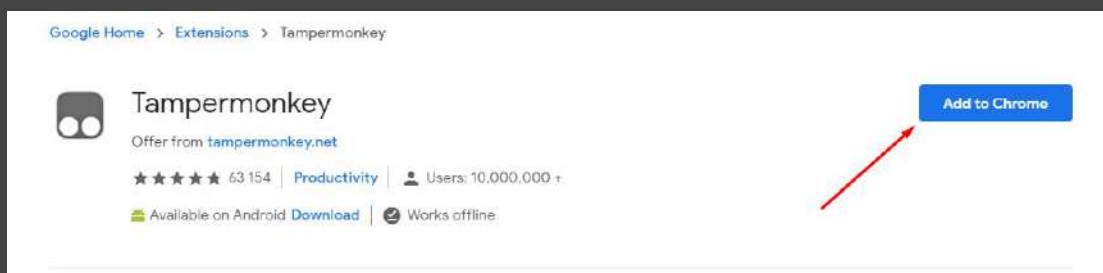 Google Home > Extensions > Tampermonkey
Tampermonkey
Add to Chrome
Offer from tampermonkey.net
63 154 | Productivity | Users: 10,000,000 +
Available on Android Download | Works offline